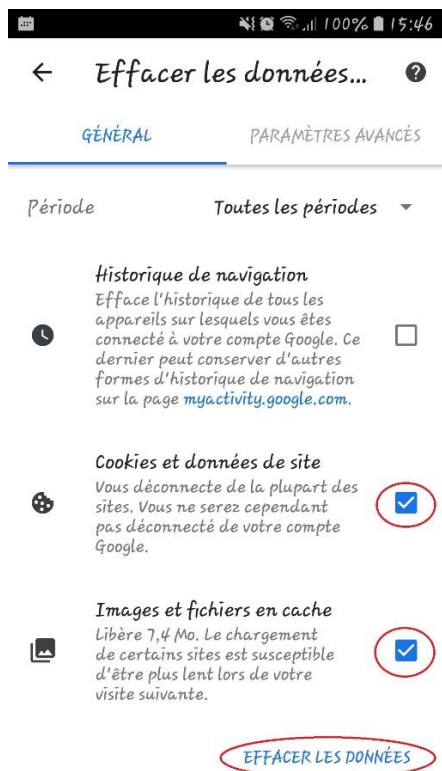 100% 15:46
Effacer les données...
GÉNÉRAL PARAMÈTRES AVANCÉS
Période Toutes les périodes
Historique de navigation
Efface l'historique de tous les
appareils sur lesquels vous êtes
connecté à votre compte Google. Ce
dernier peut conserver d'autres
formes d'historique de navigation
sur la page myactivity.google.com.
Cookies et données de site
Vous déconnecte de la plupart des
sites. Vous ne serez cependant
pas déconnecté de votre compte
Google.
Images et fichiers en cache
Libère 7,4 Mo. Le chargement
de certains sites est susceptible
d'être plus lent lors de votre
visite suivante.
EFFACER LES DONNÉES